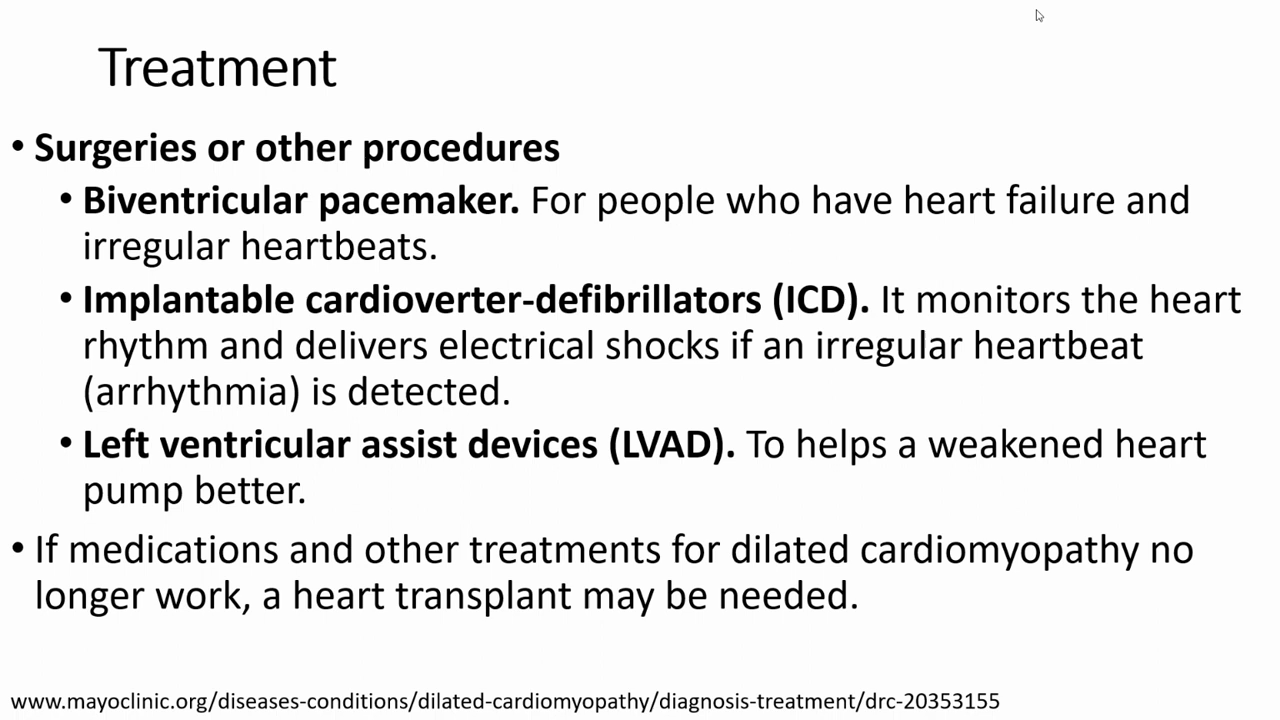 Treatment
• Surgeries or other procedures
• Biventricular pacemaker. For people who have heart failure and
irregular heartbeats.
• Implantable cardioverter-defibrillators (ICD). It monitors the heart
rhythm and delivers electrical shocks if an irregular heartbeat
(arrhythmia) is detected.
• Left ventricular assist devices (LVAD). To helps a weakened heart
pump better.
• If medications and other treatments for dilated cardiomyopathy no
longer work, a heart transplant may be needed.
www.mayoclinic.org/diseases-conditions/dilated-cardiomyopathy/diagnosis-treatment/drc-20353155